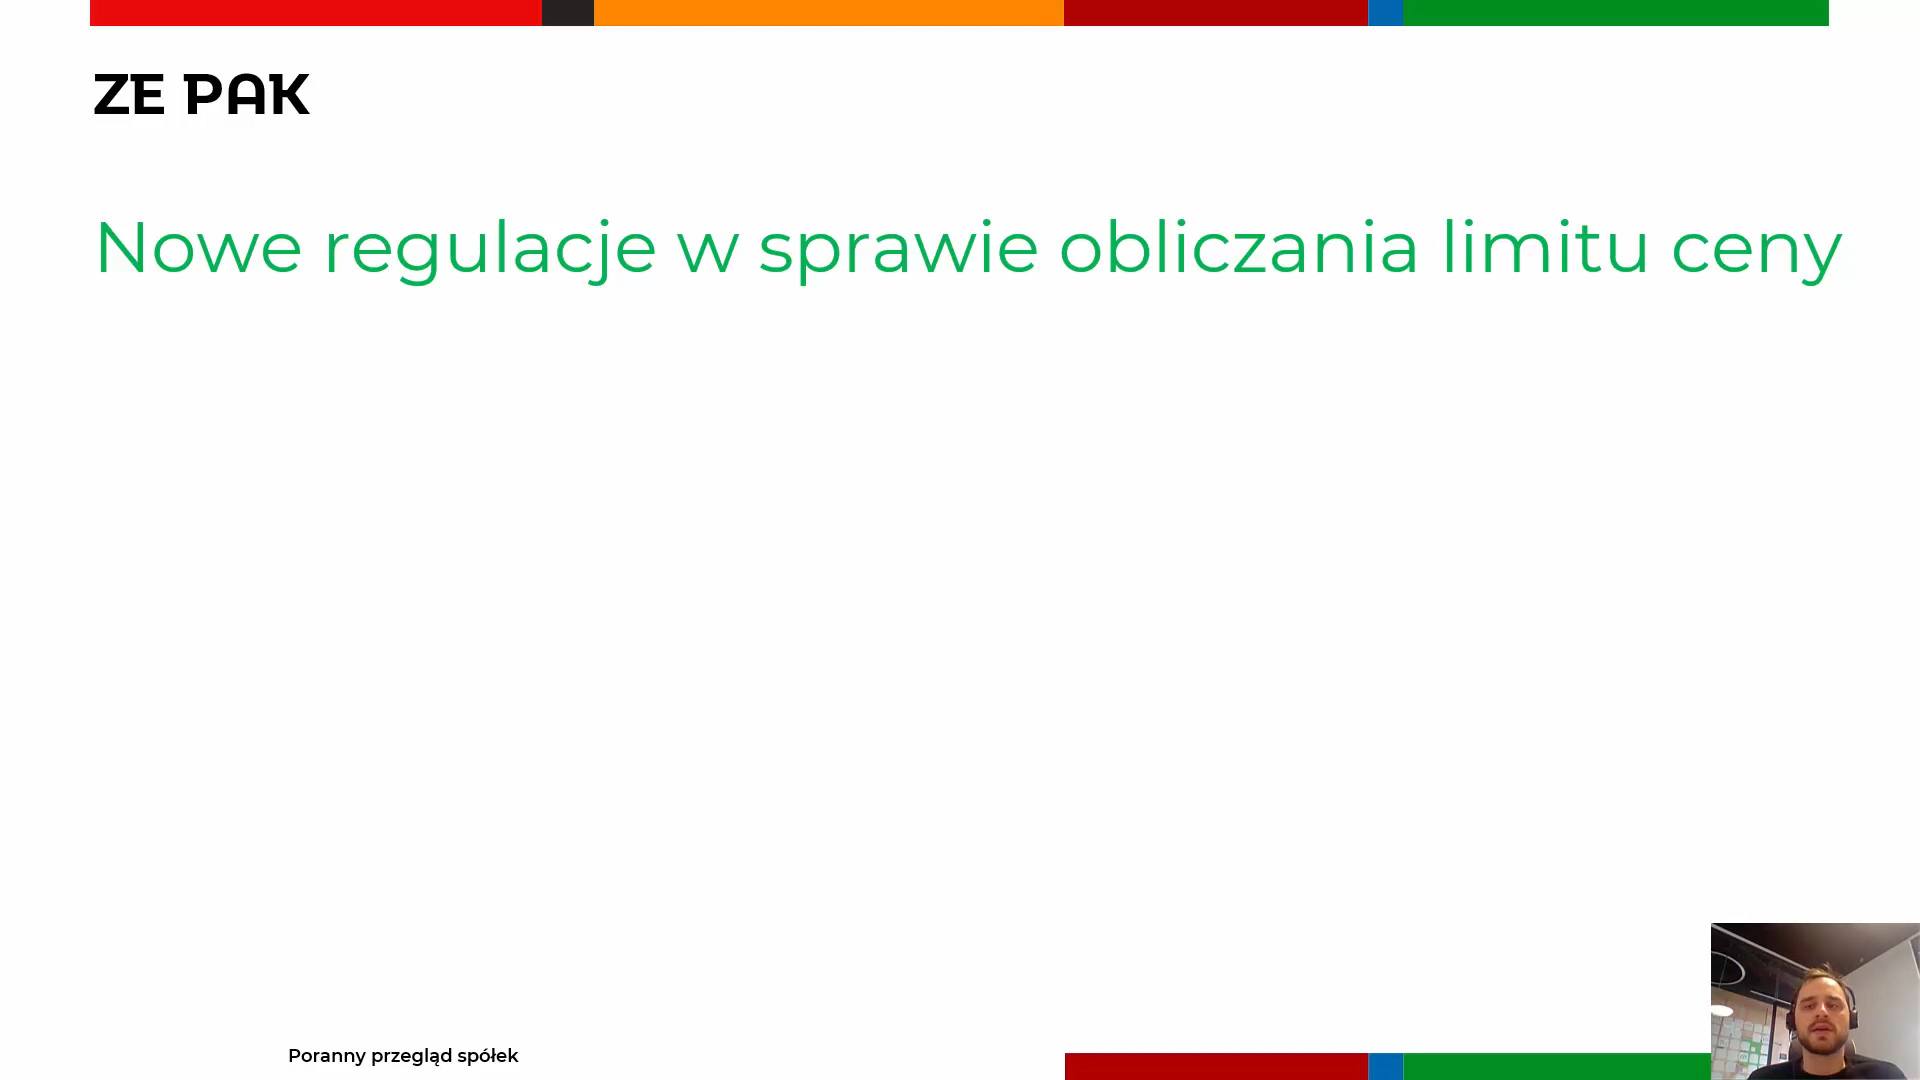 ZE PAK
Nowe regulacje w sprawie obliczania limitu ceny
Poranny przegląd spółek